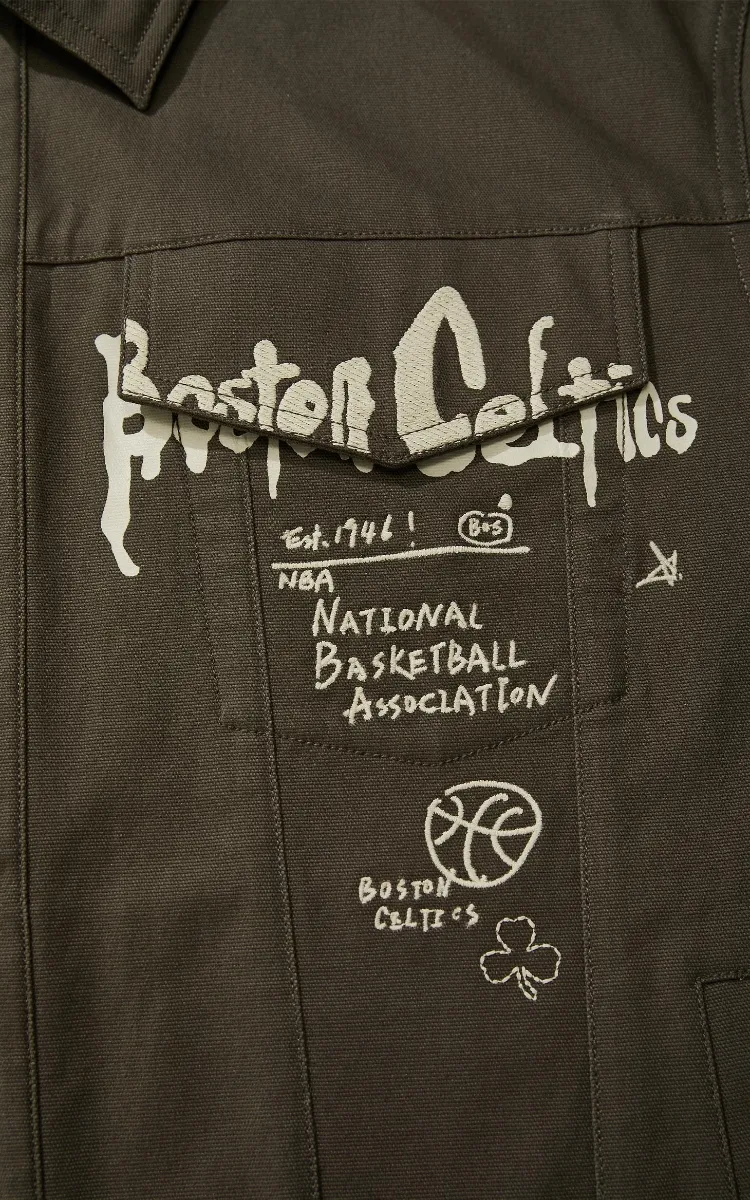 Boston Celtics
Est. 1946! BOS
NBA
NATIONAL
BASKETBALL
ASSOCIATION
BOSTON
CELTICS